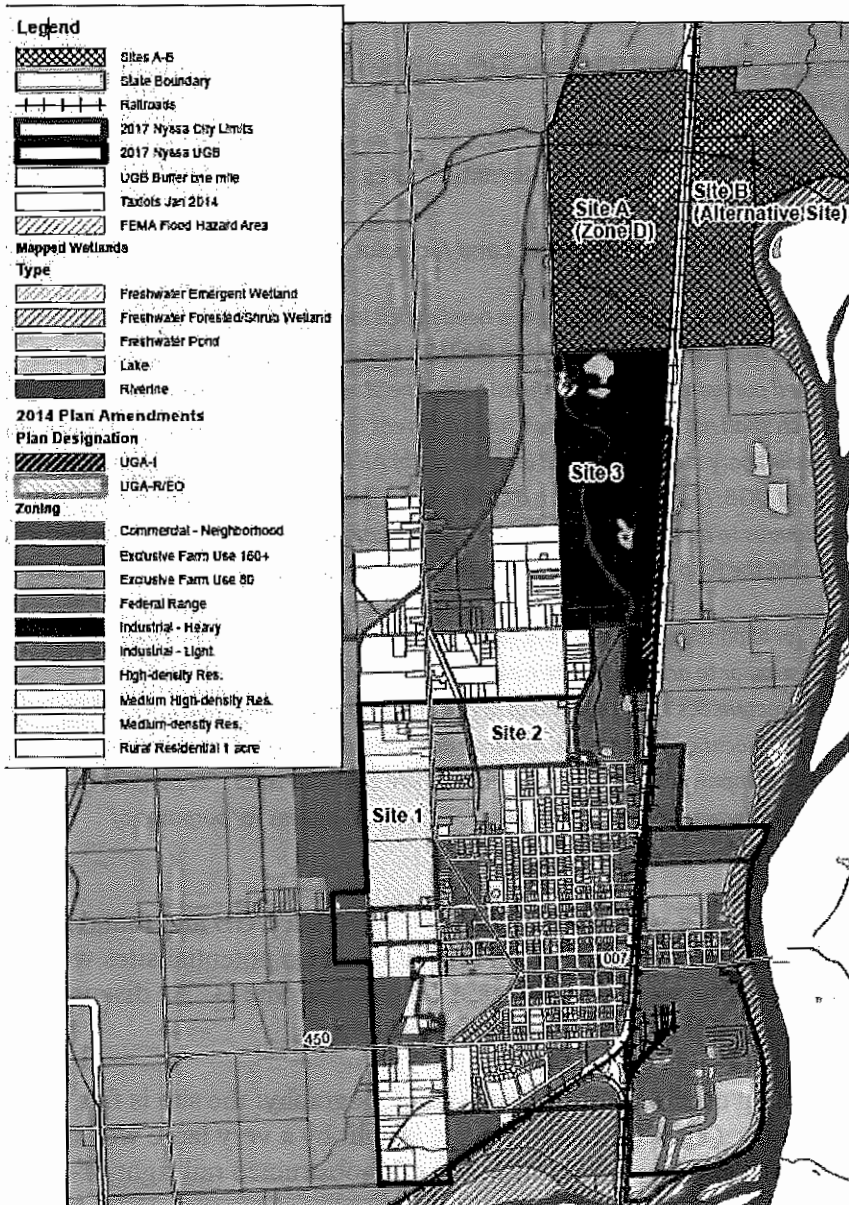 Legend
Sites A-B
State Boundary
Railroads
2017 Nyssa City Limits
2017 Nyssa UGB
UGB Buffer one mile
Taxlots Jan 2014
FEMA Flood Hazard Area
Mapped Wetlands
Type
Freshwater Emergent Wetland
Freshwater Forested/Shrub Wetland
Freshwater Pond
Lake
Riverine
2014 Plan Amendments
Plan Designation
UGA-I
UGA-R/EO
Zoning
Commercial - Neighborhood
Exclusive Farm Use 160+
Exclusive Farm Use 80
Federal Range
Industrial - Heavy
Industrial - Light
High-density Res.
Medium High-density Res.
Medium-density Res.
Rural Residential 1 acre
Site A
(Zone D)
Site B
(Alternative Site)
Site 3
Site 2
Site 1
007
450